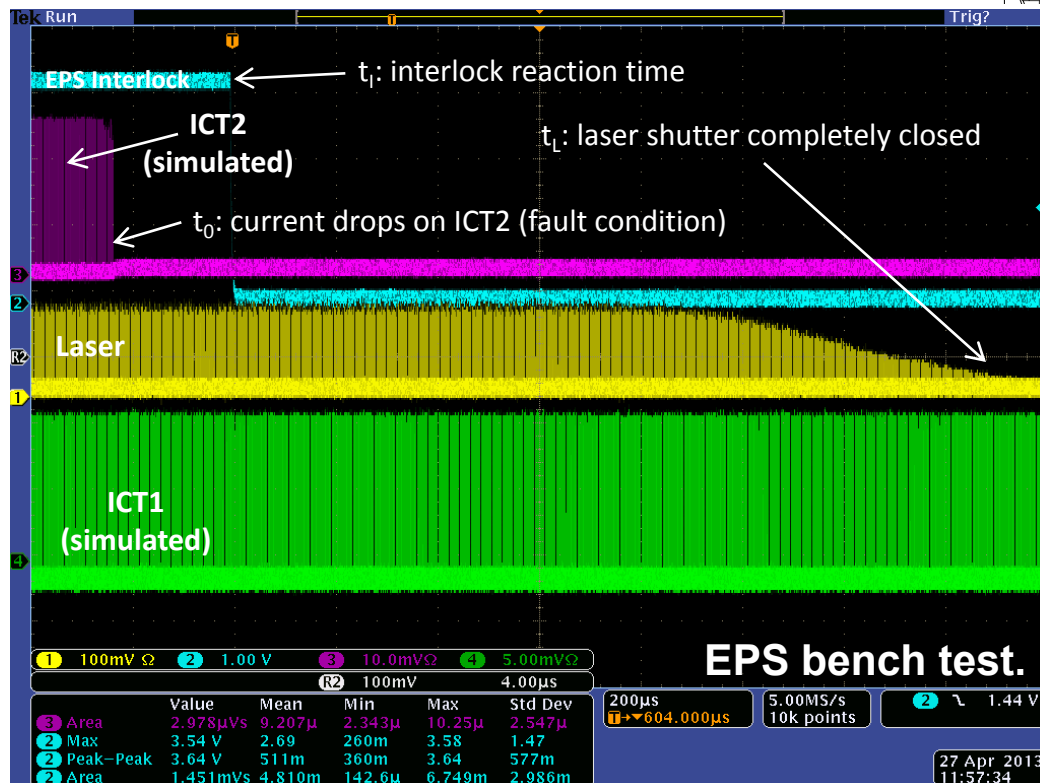 Tek Run
Trig?
T
EPS Interlock
t_I: interlock reaction time
ICT2
(simulated)
t_L: laser shutter completely closed
t_0: current drops on ICT2 (fault condition)
3
2
Laser
R2
1
ICT1
(simulated)
4
EPS bench test.
1 100mV Ω 2 1.00 V 3 10.0mVΩ 4 5.00mVΩ
R2 100mV 4.00µs
Value Mean Min Max Std Dev
3 Area 2.978µVs 9.207µ 2.343µ 10.25µ 2.547µ
2 Max 3.54 V 2.69 260m 3.58 1.47
2 Peak–Peak 3.64 V 511m 360m 3.64 577m
2 Area 1.451mVs 4.810m 142.6µ 6.749m 2.986m
200µs
T→▼604.000µs
5.00MS/s
10k points
2 1.44 V
27 Apr 2013
11:57:34